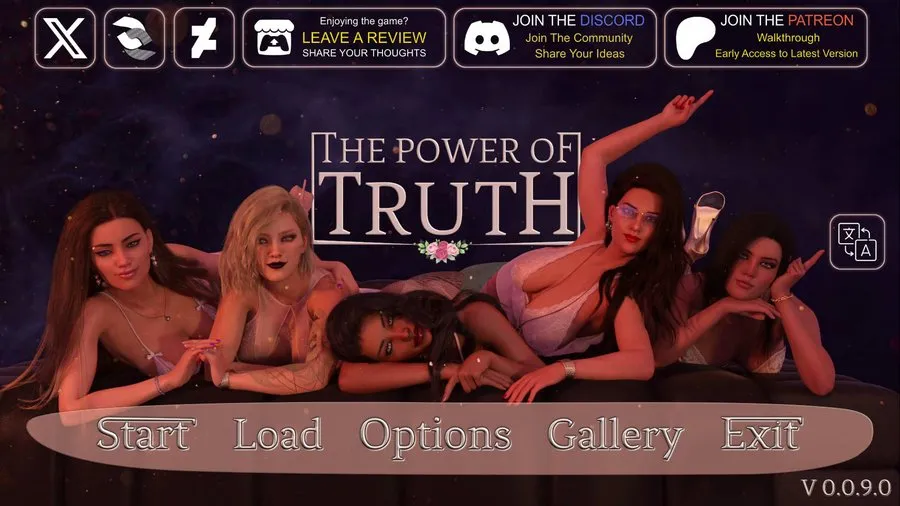 Enjoying the game?
LEAVE A REVIEW
SHARE YOUR THOUGHTS
JOIN THE DISCORD
Join The Community
Share Your Ideas
JOIN THE PATREON
Walkthrough
Early Access to Latest Version
THE POWER OF
TRUTH
文
A
Start Load Options Gallery Exit
V 0.0.9.0